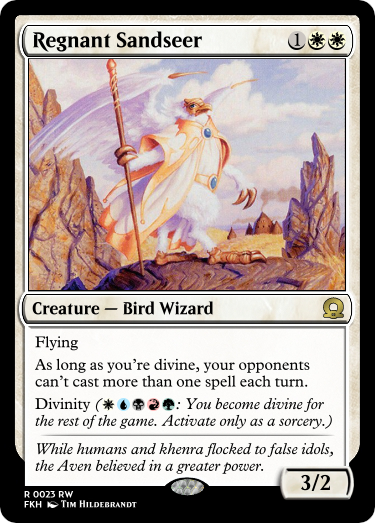 Regnant Sandseer 1
Flying
As long as you're divine, your opponents
can't cast more than one spell each turn.
Divinity (: You become divine for
the rest of the game. Activate only as a sorcery.)
While humans and khenra flocked to false idols,
the Aven believed in a greater power.
Creature — Bird Wizard
3/2
R 0023 RW
FKH TIM HILDEBRANDT